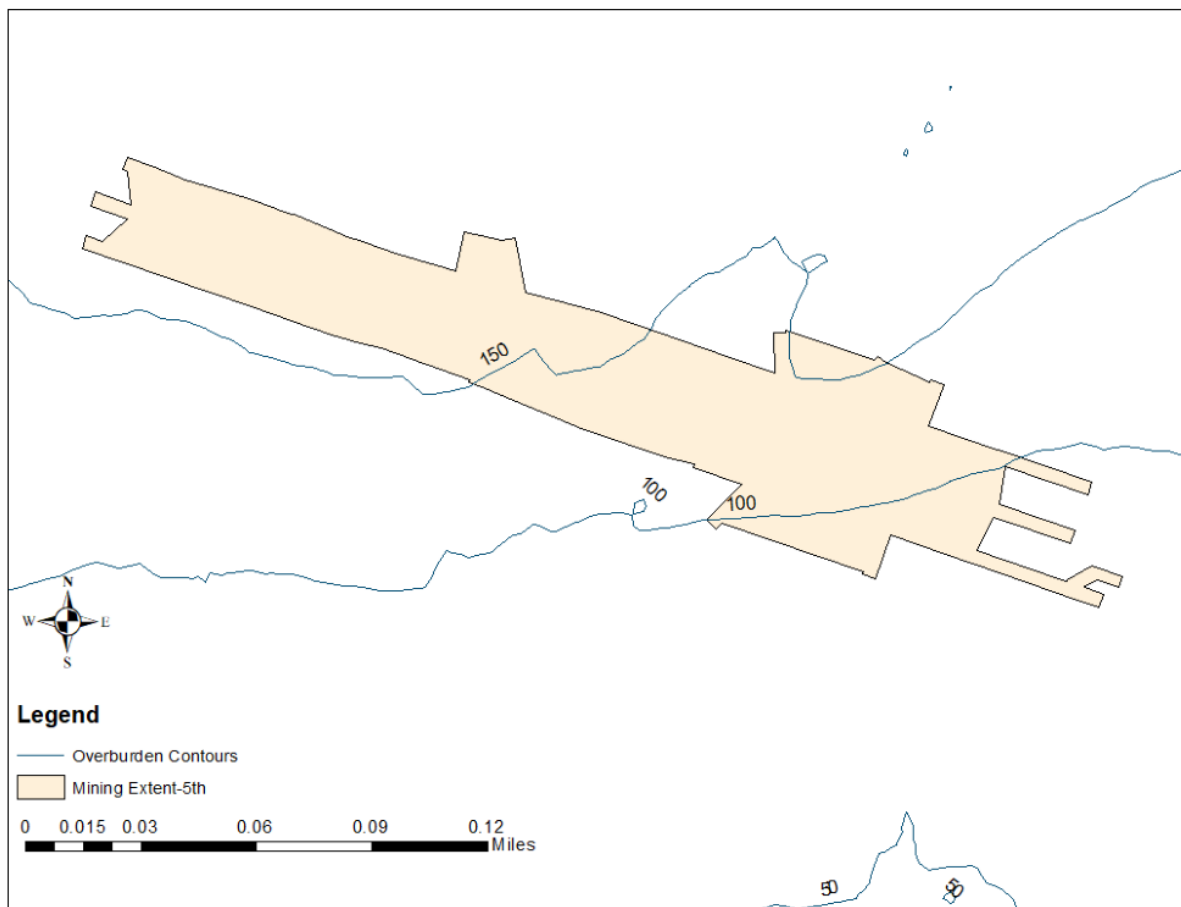 150
100
100
N
W E
S
Legend
Overburden Contours
Mining Extent-5th
0 0.015 0.03 0.06 0.09 0.12
Miles
50
50